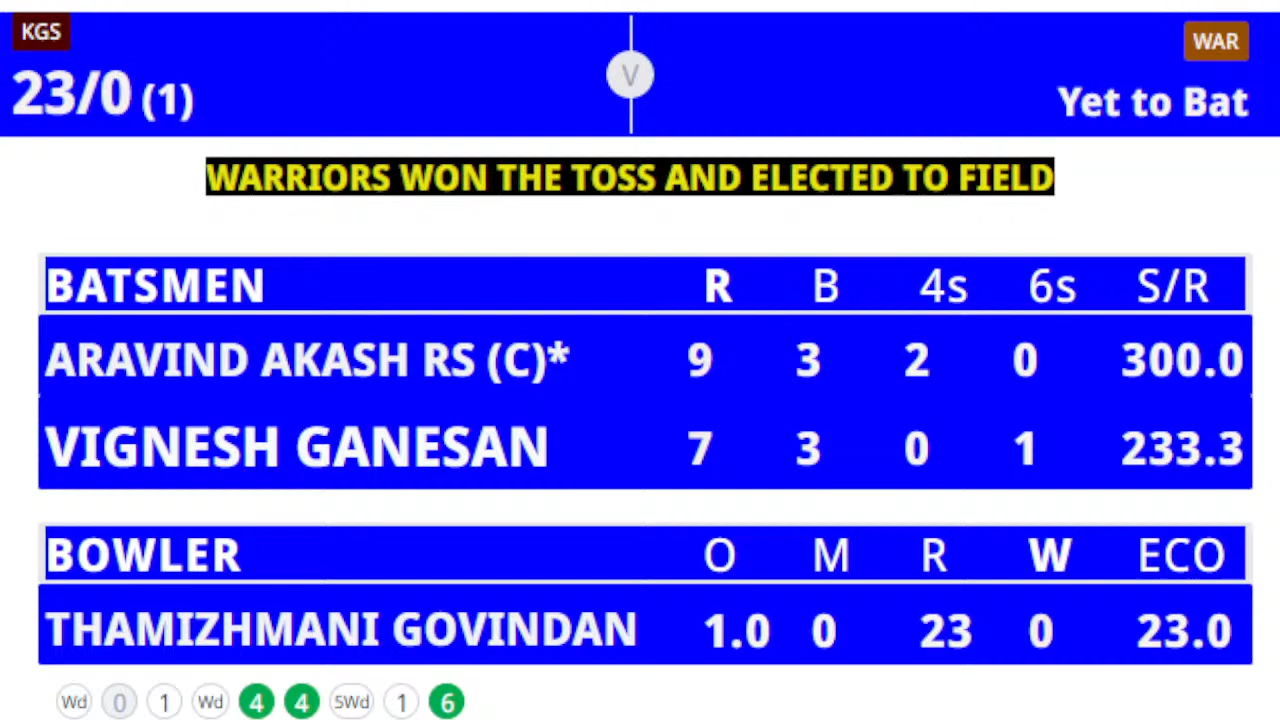 KGS
WAR
V
23/0 (1)
Yet to Bat
WARRIORS WON THE TOSS AND ELECTED TO FIELD
BATSMEN R B 4s 6s S/R
ARAVIND AKASH RS (C)* 9 3 2 0 300.0
VIGNESH GANESAN 7 3 0 1 233.3
BOWLER O M R W ECO
THAMIZHMANI GOVINDAN 1.0 0 23 0 23.0
Wd 0 1 Wd 4 4 5Wd 1 6